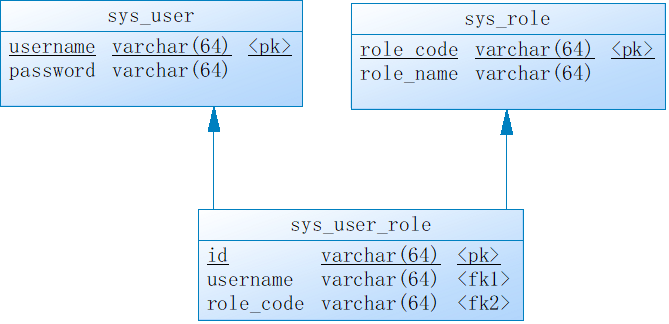 sys_user
username varchar(64) <pk>
password varchar(64)
sys_role
role_code varchar(64) <pk>
role_name varchar(64)
sys_user_role
id varchar(64) <pk>
username varchar(64) <fk1>
role_code varchar(64) <fk2>